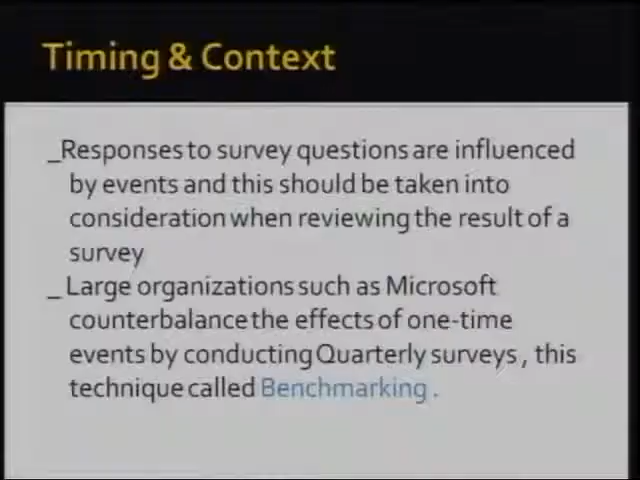 Timing & Context
_Responses to survey questions are influenced
by events and this should be taken into
consideration when reviewing the result of a
survey
_ Large organizations such as Microsoft
counterbalance the effects of one-time
events by conducting Quarterly surveys , this
technique called Benchmarking .